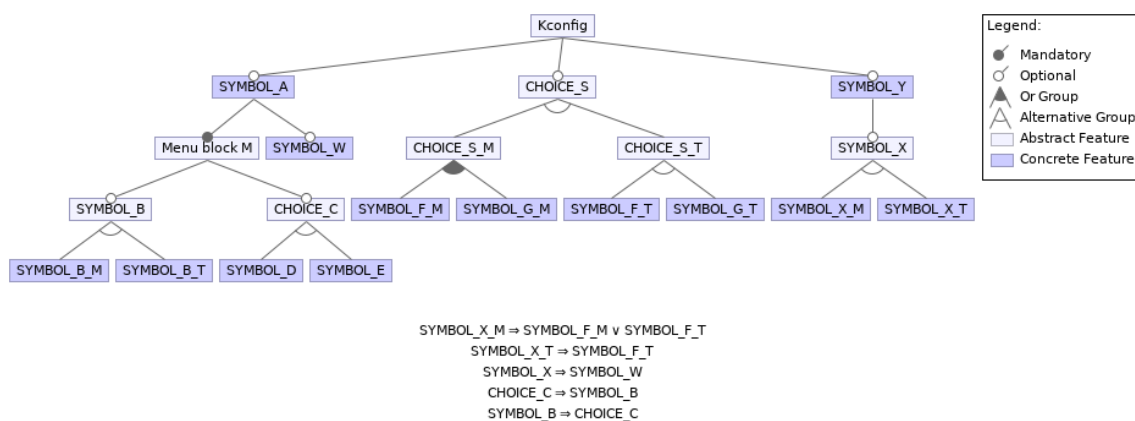 Kconfig
Legend:
Mandatory
Optional
Or Group
Alternative Group
Abstract Feature
Concrete Feature
SYMBOL_A
CHOICE_S
SYMBOL_Y
Menu block M
SYMBOL_W
CHOICE_S_M
CHOICE_S_T
SYMBOL_X
SYMBOL_B
CHOICE_C
SYMBOL_F_M
SYMBOL_G_M
SYMBOL_F_T
SYMBOL_G_T
SYMBOL_X_M
SYMBOL_X_T
SYMBOL_B_M
SYMBOL_B_T
SYMBOL_D
SYMBOL_E
SYMBOL_X_M ⇒ SYMBOL_F_M ∨ SYMBOL_F_T
SYMBOL_X_T ⇒ SYMBOL_F_T
SYMBOL_X ⇒ SYMBOL_W
CHOICE_C ⇒ SYMBOL_B
SYMBOL_B ⇒ CHOICE_C